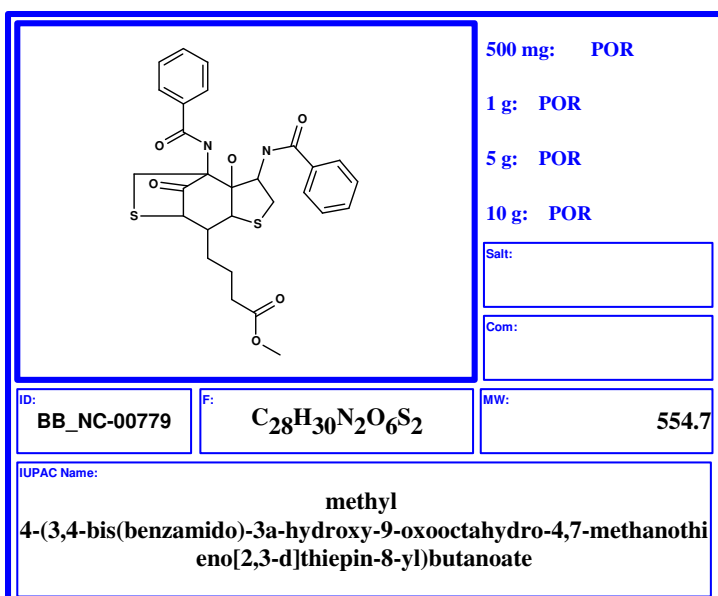 O
N
O
N
O
O
O
S
S
O
O
500 mg: POR
1 g: POR
5 g: POR
10 g: POR
Salt:
Com:
ID:
BB_NC-00779
F:
C28H30N2O6S2
MW:
554.7
IUPAC Name:
methyl
4-(3,4-bis(benzamido)-3a-hydroxy-9-oxooctahydro-4,7-methanothi
eno[2,3-d]thiepin-8-yl)butanoate